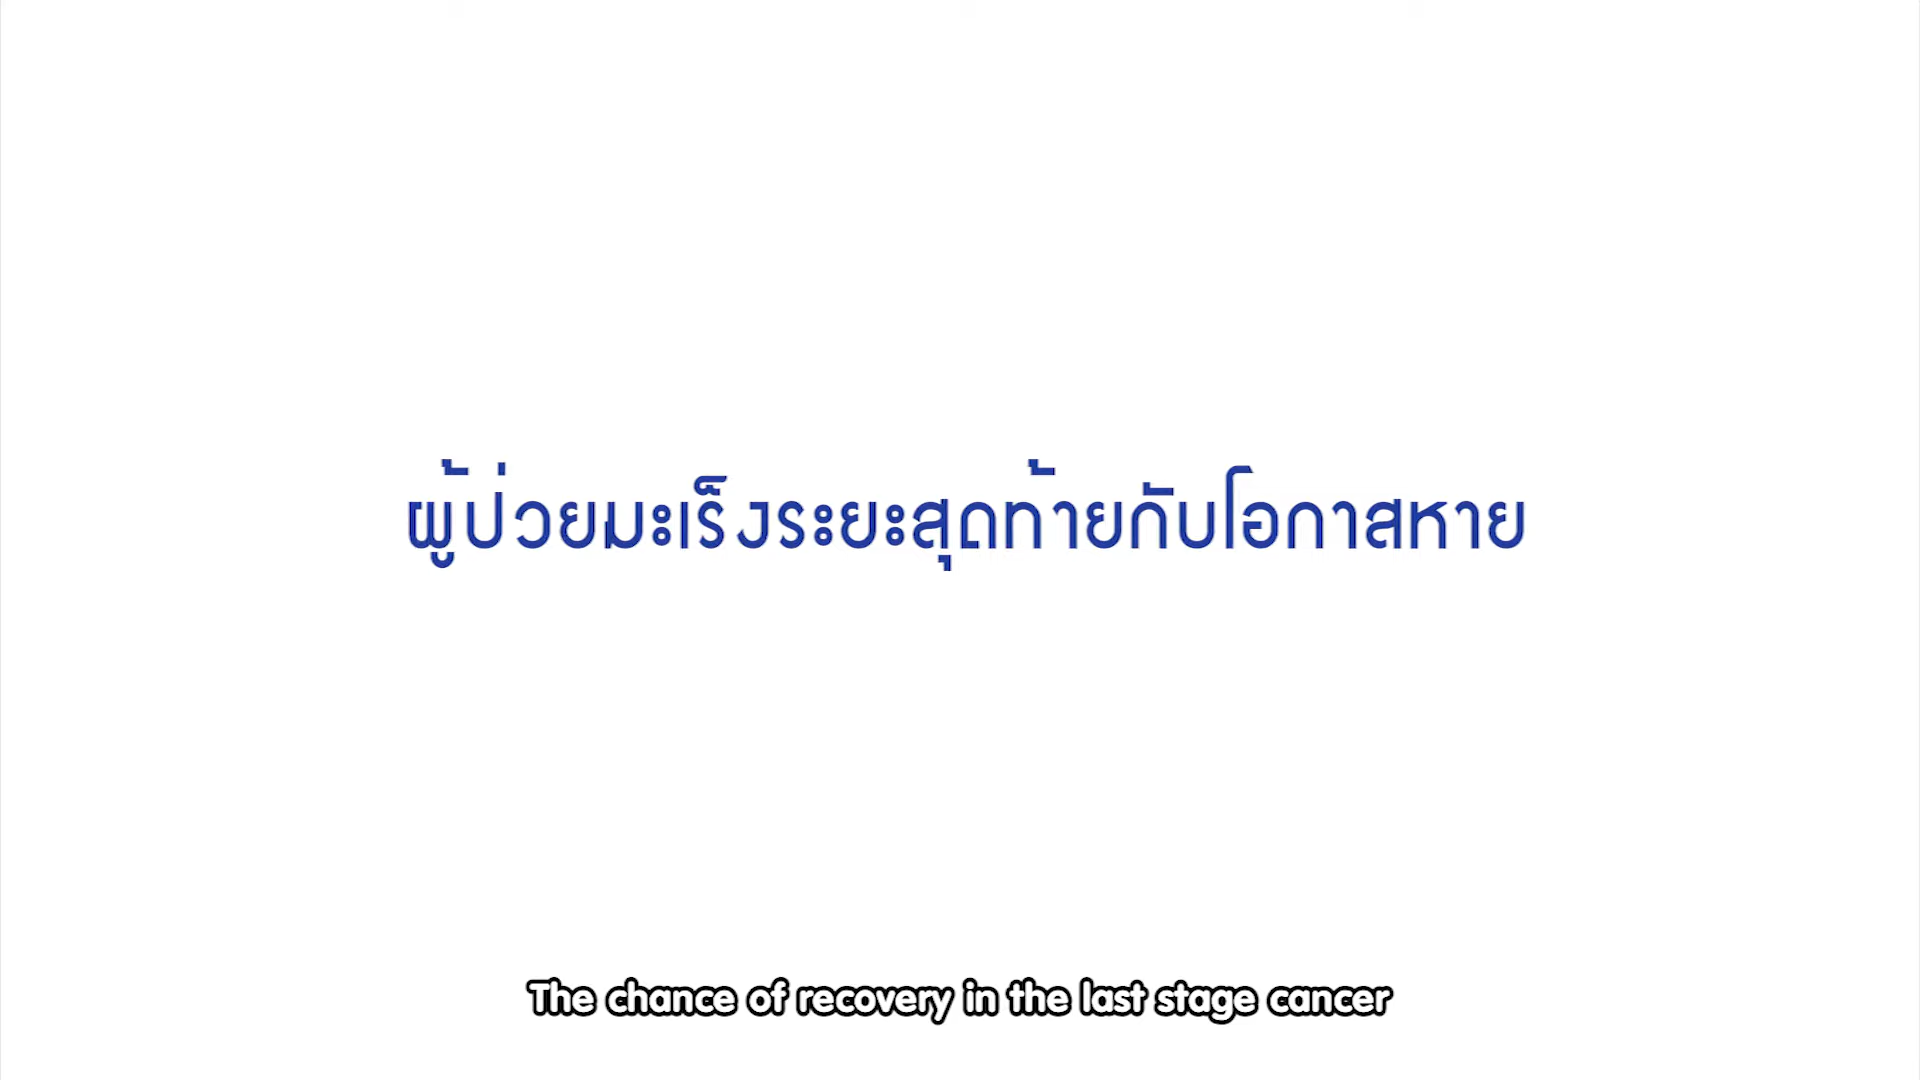 ผู้ป่วยมะเร็งระยะสุดท้ายกับโอกาสหาย
The chance of recovery in the last stage cancer